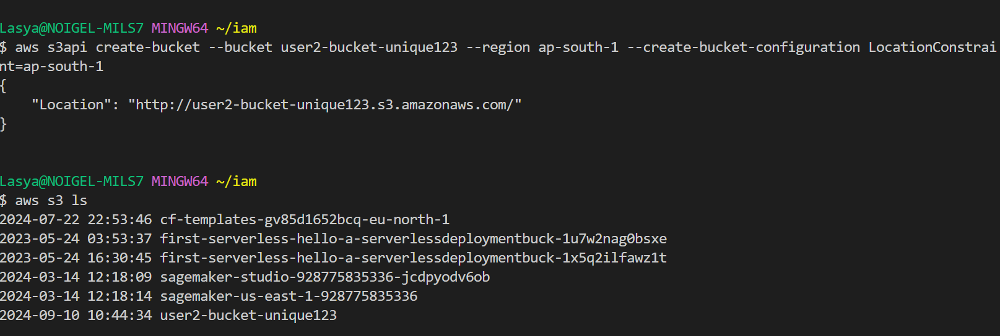 Lasya@NOIGEL-MILS7 MINGW64 ~/iam
$ aws s3api create-bucket --bucket user2-bucket-unique123 --region ap-south-1 --create-bucket-configuration LocationConstrai
nt=ap-south-1
{
    "Location": "http://user2-bucket-unique123.s3.amazonaws.com/"
}
Lasya@NOIGEL-MILS7 MINGW64 ~/iam
$ aws s3 ls
2024-07-22 22:53:46 cf-templates-gv85d1652bcq-eu-north-1
2023-05-24 03:53:37 first-serverless-hello-a-serverlessdeploymentbuck-1u7w2nag0bsxe
2023-05-24 16:30:45 first-serverless-hello-a-serverlessdeploymentbuck-1x5q2ilfawz1t
2024-03-14 12:18:09 sagemaker-studio-928775835336-jcdpyodv6ob
2024-03-14 12:18:14 sagemaker-us-east-1-928775835336
2024-09-10 10:44:34 user2-bucket-unique123